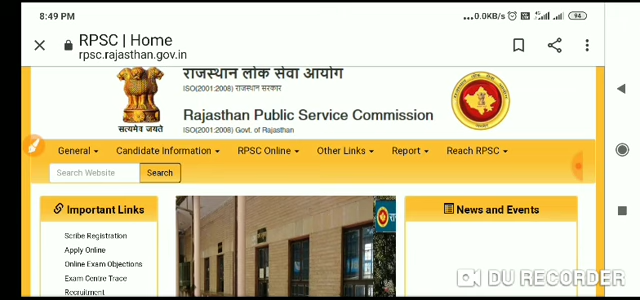 8:49 PM
...0.0KB/s
94
RPSC | Home
rpsc.rajasthan.gov.in
राजस्थान लोक सेवा आयोग
ISO(2001:2008) राजस्थान सरकार
Rajasthan Public Service Commission
ISO(2001:2008) Govt. of Rajasthan
सत्यमेव जयते
General
Candidate Information
RPSC Online
Other Links
Report
Reach RPSC
Search Website
Search
Important Links
News and Events
Scribe Registration
Apply Online
Online Exam Objections
Exam Centre Trace
Recruitment
DU RECORDER